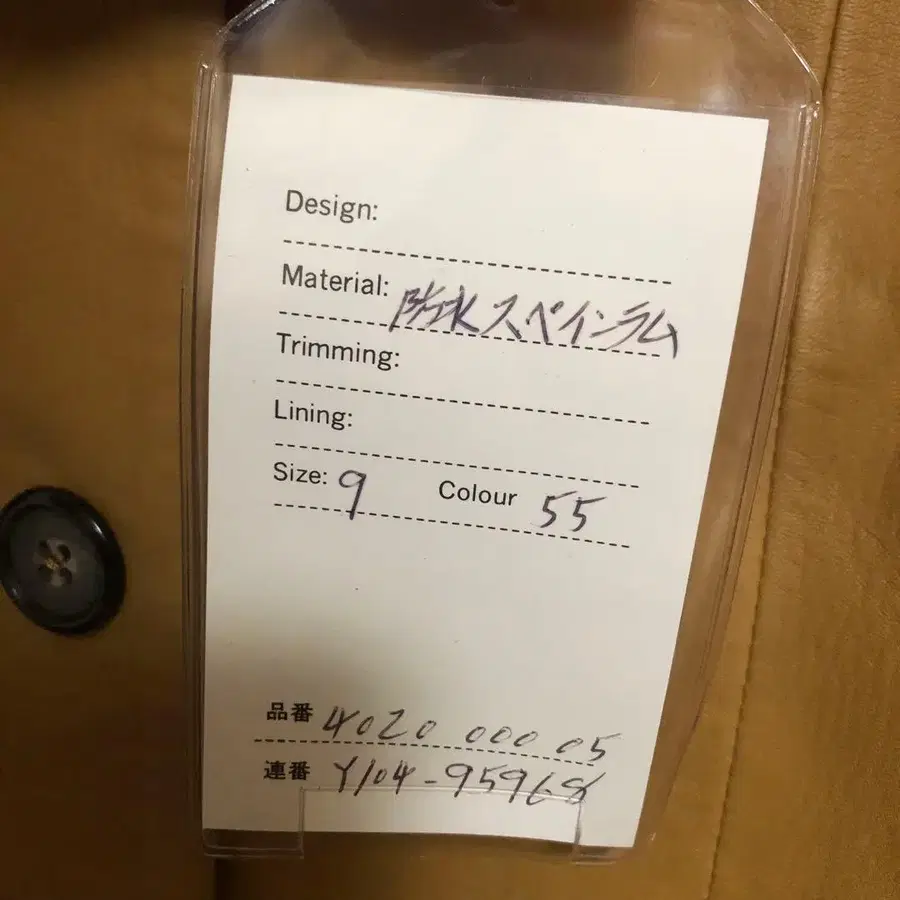 Design:
Material: 防水スペインラム
Trimming:
Lining:
Size: 9 Colour 55
品番 4020 000 05
連番 Y104-95968